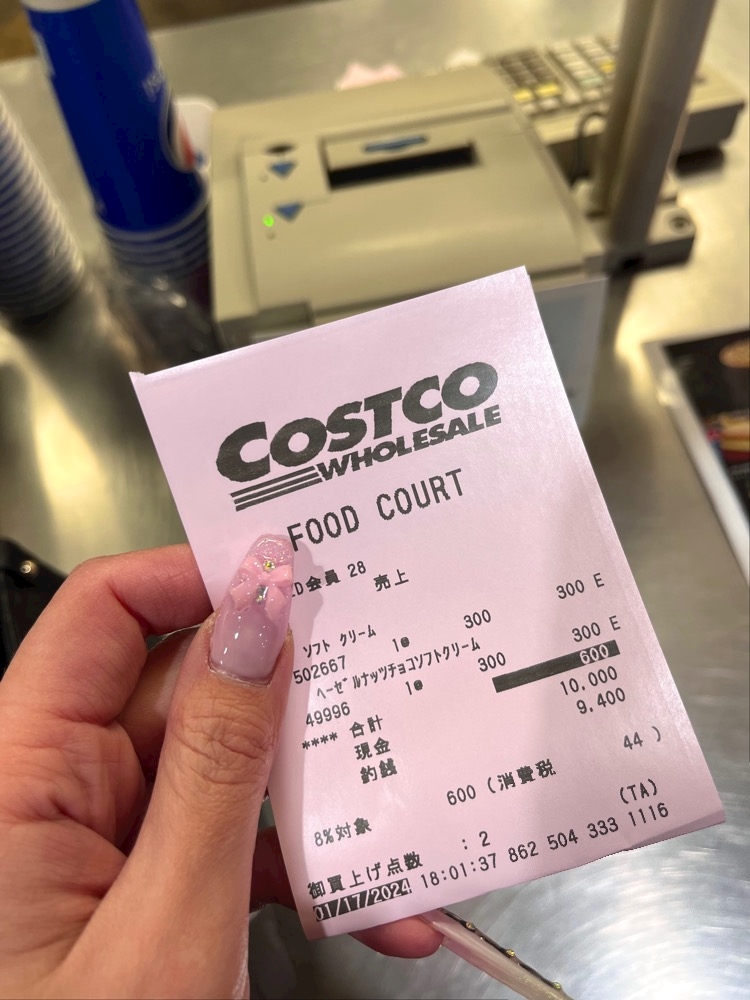 COSTCO
WHOLESALE
FOOD COURT
D会員 28
売上
ソフト クリーム
502667 1@ 300 300 E
ヘーゼルナッツチョコソフトクリーム
49996 1@ 300 300 E
**** 合計 600
現金 10,000
釣銭 9,400
8%対象 600 (消費税 44 )
(TA)
御買上げ点数 : 2
01/17/2024 18:01:37 862 504 333 1116